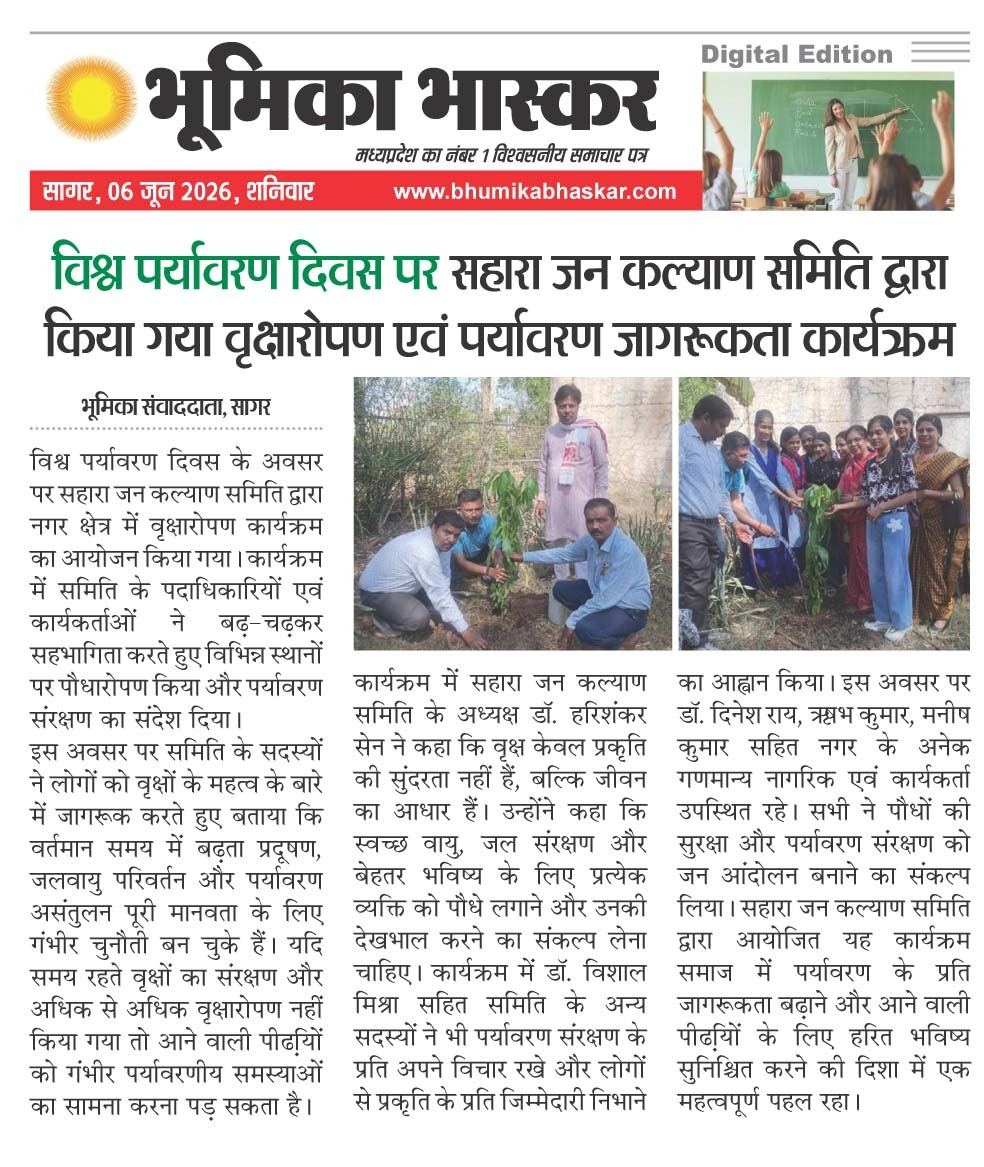 Digital Edition
भूमिका भास्कर
मध्यप्रदेश का नंबर 1 विश्वसनीय समाचार पत्र
सागर, 06 जून 2026, शनिवार
www.bhumikabhaskar.com
विश्व पर्यावरण दिवस पर सहारा जन कल्याण समिति द्वारा
किया गया वृक्षारोपण एवं पर्यावरण जागरूकता कार्यक्रम
भूमिका संवाददाता, सागर
विश्व पर्यावरण दिवस के अवसर
पर सहारा जन कल्याण समिति द्वारा
नगर क्षेत्र में वृक्षारोपण कार्यक्रम
का आयोजन किया गया। कार्यक्रम
में समिति के पदाधिकारियों एवं
कार्यकर्ताओं ने बढ़-चढ़कर
सहभागिता करते हुए विभिन्न स्थानों
पर पौधारोपण किया और पर्यावरण
संरक्षण का संदेश दिया।
इस अवसर पर समिति के सदस्यों
ने लोगों को वृक्षों के महत्व के बारे
में जागरूक करते हुए बताया कि
वर्तमान समय में बढ़ता प्रदूषण,
जलवायु परिवर्तन और पर्यावरण
असंतुलन पूरी मानवता के लिए
गंभीर चुनौती बन चुके हैं। यदि
समय रहते वृक्षों का संरक्षण और
अधिक से अधिक वृक्षारोपण नहीं
किया गया तो आने वाली पीढ़ियों
को गंभीर पर्यावरणीय समस्याओं
का सामना करना पड़ सकता है।
कार्यक्रम में सहारा जन कल्याण
समिति के अध्यक्ष डॉ. हरिशंकर
सेन ने कहा कि वृक्ष केवल प्रकृति
की सुंदरता नहीं हैं, बल्कि जीवन
का आधार हैं। उन्होंने कहा कि
स्वच्छ वायु, जल संरक्षण और
बेहतर भविष्य के लिए प्रत्येक
व्यक्ति को पौधे लगाने और उनकी
देखभाल करने का संकल्प लेना
चाहिए। कार्यक्रम में डॉ. विशाल
मिश्रा सहित समिति के अन्य
सदस्यों ने भी पर्यावरण संरक्षण के
प्रति अपने विचार रखे और लोगों
से प्रकृति के प्रति जिम्मेदारी निभाने
का आह्वान किया। इस अवसर पर
डॉ. दिनेश राय, ऋषभ कुमार, मनीष
कुमार सहित नगर के अनेक
गणमान्य नागरिक एवं कार्यकर्ता
उपस्थित रहे। सभी ने पौधों की
सुरक्षा और पर्यावरण संरक्षण को
जन आंदोलन बनाने का संकल्प
लिया। सहारा जन कल्याण समिति
द्वारा आयोजित यह कार्यक्रम
समाज में पर्यावरण के प्रति
जागरूकता बढ़ाने और आने वाली
पीढ़ियों के लिए हरित भविष्य
सुनिश्चित करने की दिशा में एक
महत्वपूर्ण पहल रहा।